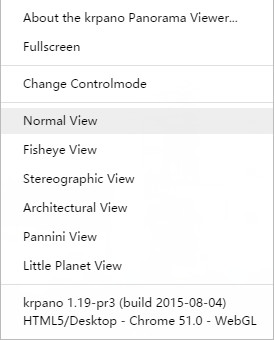 About the krpano Panorama Viewer...
Fullscreen
Change Controlmode
Normal View
Fisheye View
Stereographic View
Architectural View
Pannini View
Little Planet View
krpano 1.19-pr3 (build 2015-08-04)
HTML5/Desktop - Chrome 51.0 - WebGL